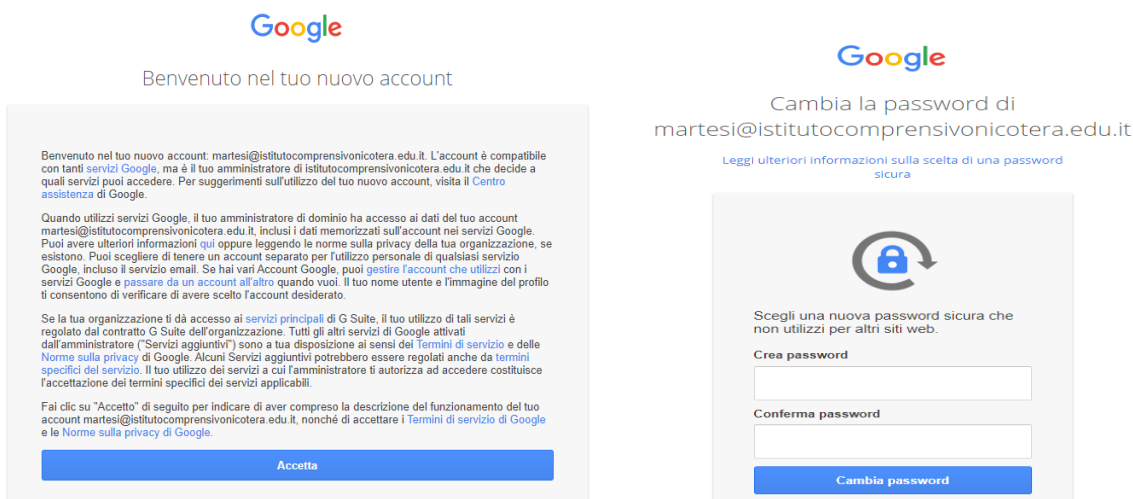 Google
Benvenuto nel tuo nuovo account
Benvenuto nel tuo nuovo account: martesi@istitutocomprensivonicotera.edu.it. L'account è compatibile
con tanti servizi Google, ma è il tuo amministratore di istitutocomprensivonicotera.edu.it che decide a
quali servizi puoi accedere. Per suggerimenti sull'utilizzo del tuo nuovo account, visita il Centro
assistenza di Google.
Quando utilizzi servizi Google, il tuo amministratore di dominio ha accesso ai dati del tuo account
martesi@istitutocomprensivonicotera.edu.it, inclusi i dati memorizzati sull'account nei servizi Google.
Puoi avere ulteriori informazioni qui oppure leggendo le norme sulla privacy della tua organizzazione, se
esistono. Puoi scegliere di tenere un account separato per l'utilizzo personale di qualsiasi servizio
Google, incluso il servizio email. Se hai vari Account Google, puoi gestire l'account che utilizzi con i
servizi Google e passare da un account all'altro quando vuoi. Il tuo nome utente e l'immagine del profilo
ti consentono di verificare di avere scelto l'account desiderato.
Se la tua organizzazione ti dà accesso ai servizi principali di G Suite, il tuo utilizzo di tali servizi è
regolato dal contratto G Suite dell'organizzazione. Tutti gli altri servizi di Google attivati
dall'amministratore ("Servizi aggiuntivi") sono a tua disposizione ai sensi dei Termini di servizio e delle
Norme sulla privacy di Google. Alcuni Servizi aggiuntivi potrebbero essere regolati anche da termini
specifici del servizio. Il tuo utilizzo dei servizi a cui l'amministratore ti autorizza ad accedere costituisce
l'accettazione dei termini specifici dei servizi applicabili.
Fai clic su "Accetto" di seguito per indicare di aver compreso la descrizione del funzionamento del tuo
account martesi@istitutocomprensivonicotera.edu.it, nonché di accettare i Termini di servizio di Google
e le Norme sulla privacy di Google.
Accetta
Google
Cambia la password di
martesi@istitutocomprensivonicotera.edu.it
Leggi ulteriori informazioni sulla scelta di una password
sicura
Scegli una nuova password sicura che
non utilizzi per altri siti web.
Crea password
Conferma password
Cambia password